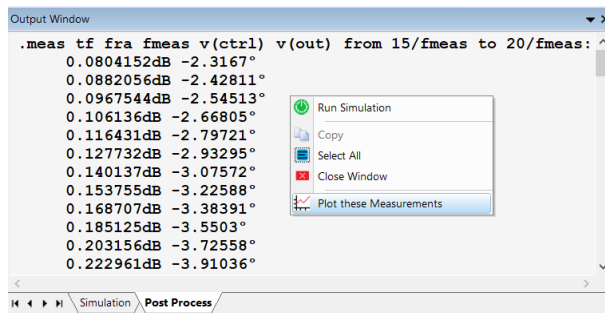 Output Window
.meas tf fra fmeas v(ctrl) v(out) from 15/fmeas to 20/fmeas:
0.0804152dB -2.3167°
0.0882056dB -2.42811°
0.0967544dB -2.54513°
0.106136dB -2.66805°
0.116431dB -2.79721°
0.127732dB -2.93295°
0.140137dB -3.07572°
0.153755dB -3.22588°
0.168707dB -3.38391°
0.185125dB -3.5503°
0.203156dB -3.72558°
0.222961dB -3.91036°
Run Simulation
Copy
Select All
Close Window
Plot these Measurements
Simulation Post Process